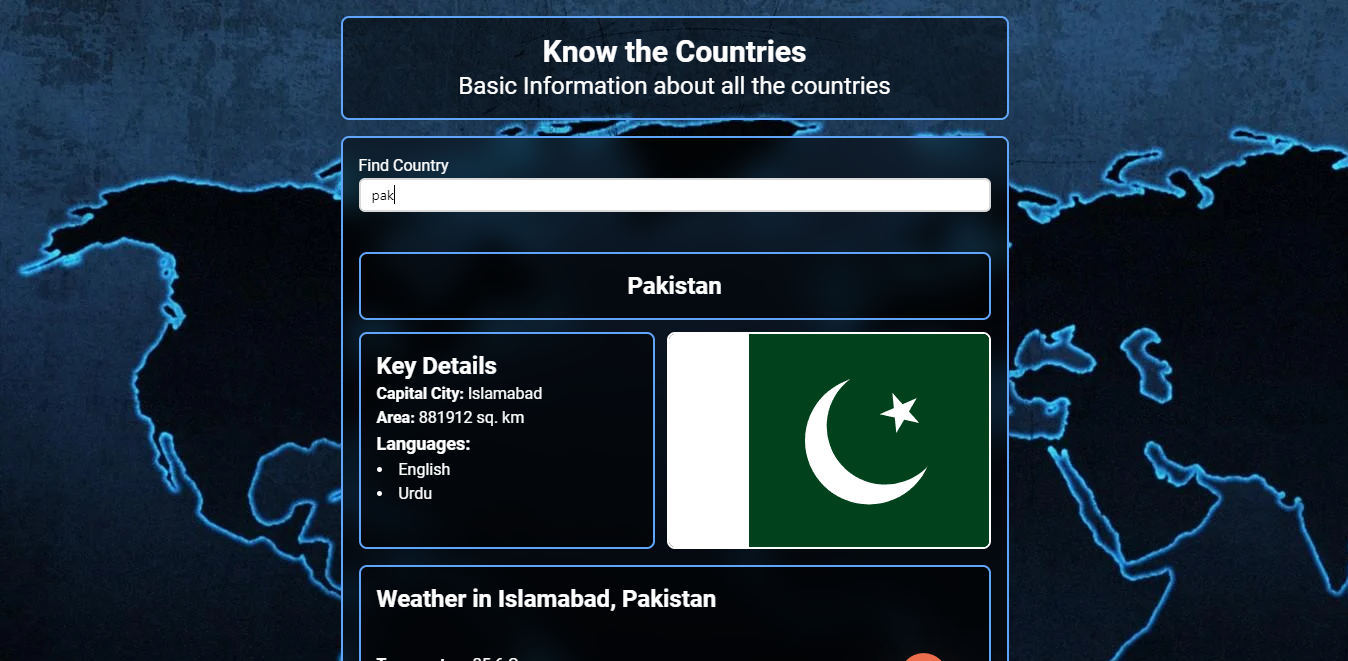 Know the Countries
Basic Information about all the countries
Find Country
pak
Pakistan
Key Details
Capital City: Islamabad
Area: 881912 sq. km
Languages:
• English
• Urdu
Weather in Islamabad, Pakistan